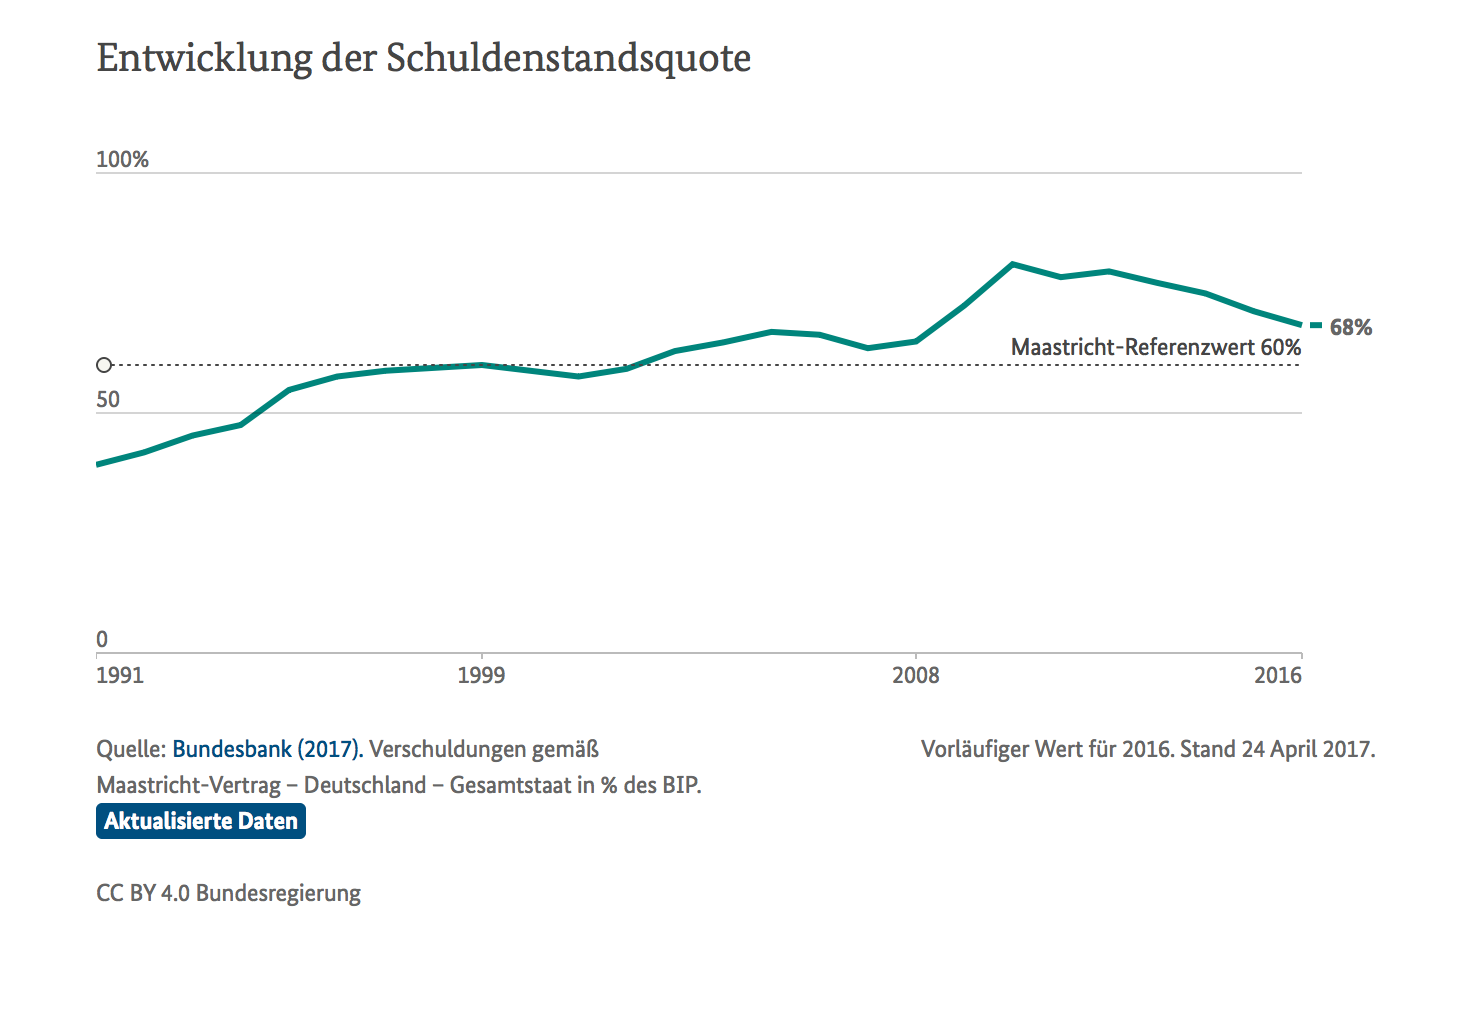 Entwicklung der Schuldenstandsquote
100%
68%
Maastricht-Referenzwert 60%
50
0
1991 1999 2008 2016
Quelle: Bundesbank (2017). Verschuldungen gemäß
Maastricht-Vertrag – Deutschland – Gesamtstaat in % des BIP.
Aktualisierte Daten
Vorläufiger Wert für 2016. Stand 24 April 2017.
CC BY 4.0 Bundesregierung